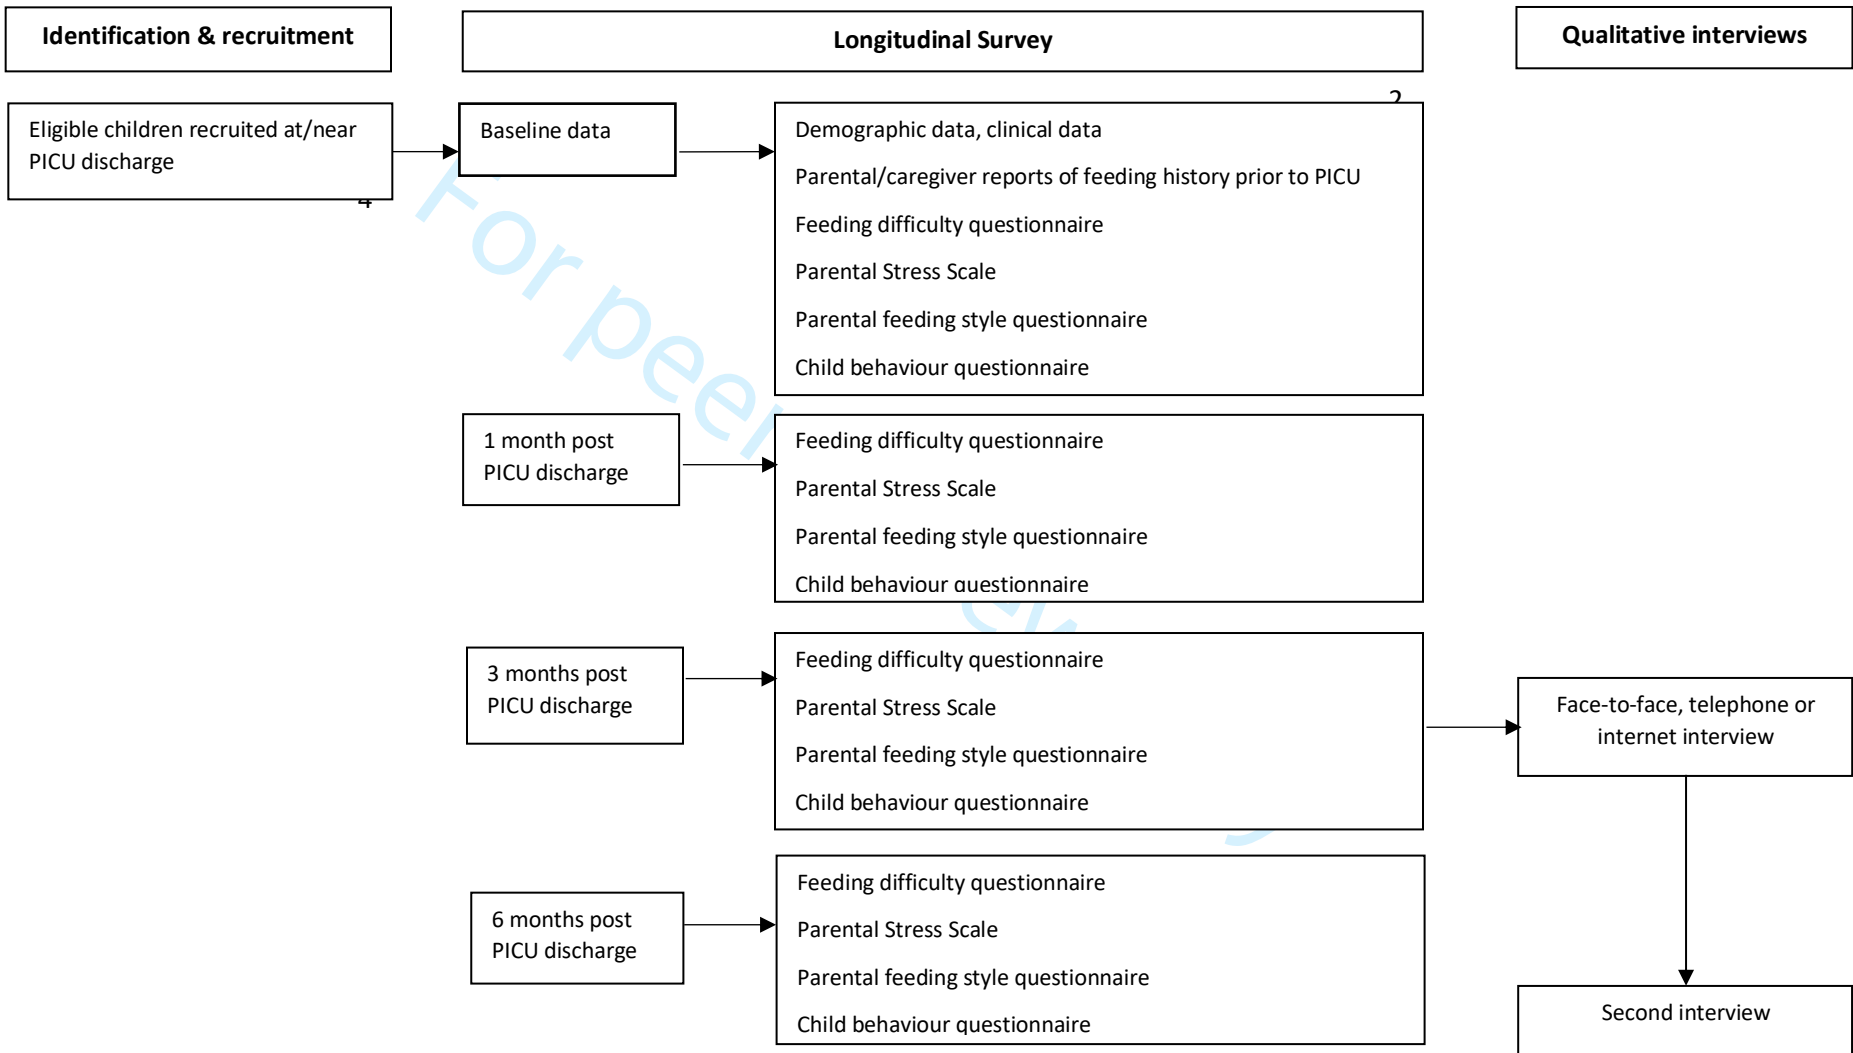 Identification & recruitment
Longitudinal Survey
Qualitative interviews
Eligible children recruited at/near
PICU discharge
4
Baseline data
2
Demographic data, clinical data
Parental/caregiver reports of feeding history prior to PICU
Feeding difficulty questionnaire
Parental Stress Scale
Parental feeding style questionnaire
Child behaviour questionnaire
1 month post
PICU discharge
Feeding difficulty questionnaire
Parental Stress Scale
Parental feeding style questionnaire
Child behaviour questionnaire
3 months post
PICU discharge
Feeding difficulty questionnaire
Parental Stress Scale
Parental feeding style questionnaire
Child behaviour questionnaire
Face-to-face, telephone or
internet interview
6 months post
PICU discharge
Feeding difficulty questionnaire
Parental Stress Scale
Parental feeding style questionnaire
Child behaviour questionnaire
Second interview
For peer